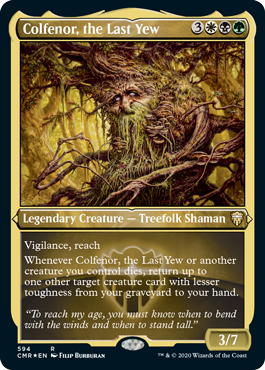 Colfenor, the Last Yew 3
Legendary Creature — Treefolk Shaman
Vigilance, reach
Whenever Colfenor, the Last Yew or another
creature you control dies, return up to
one other target creature card with lesser
toughness from your graveyard to your hand.
"To reach my age, you must know when to bend
with the winds and when to stand tall."
3/7
594 R
CMR EN FILIP BURBURAN
™ & © 2020 Wizards of the Coast